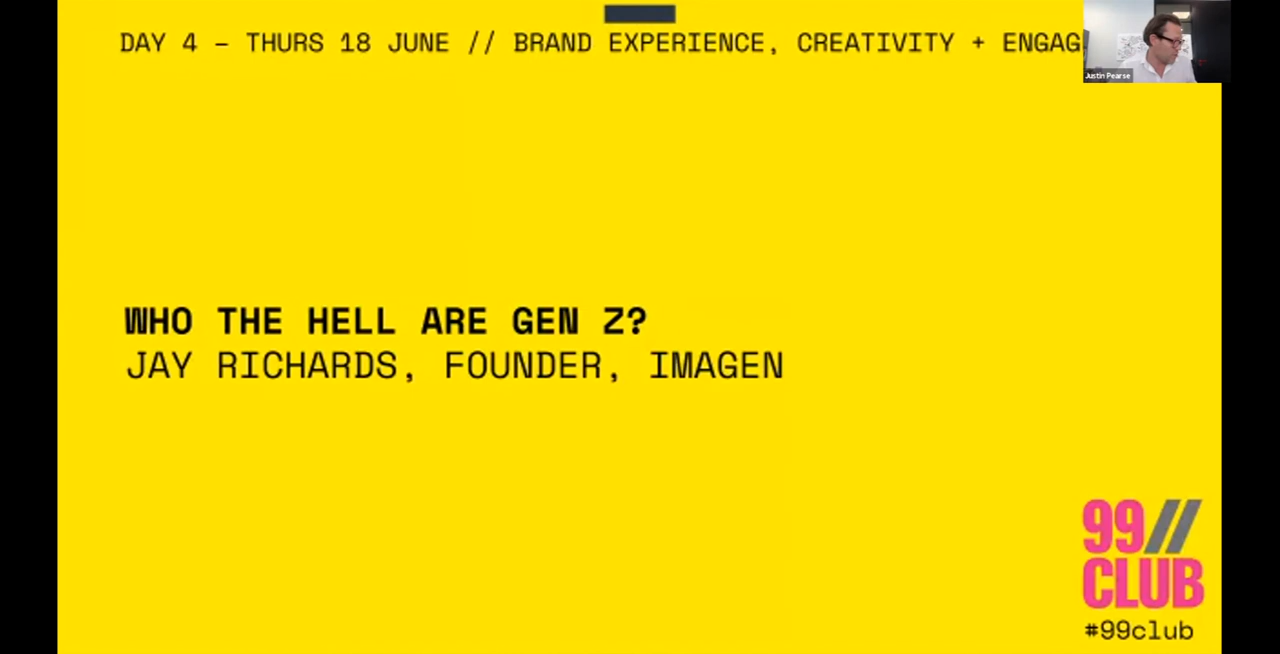 DAY 4 – THURS 18 JUNE // BRAND EXPERIENCE, CREATIVITY + ENGAG
Justin Pearse
WHO THE HELL ARE GEN Z?
JAY RICHARDS, FOUNDER, IMAGEN
99//
CLUB
#99club